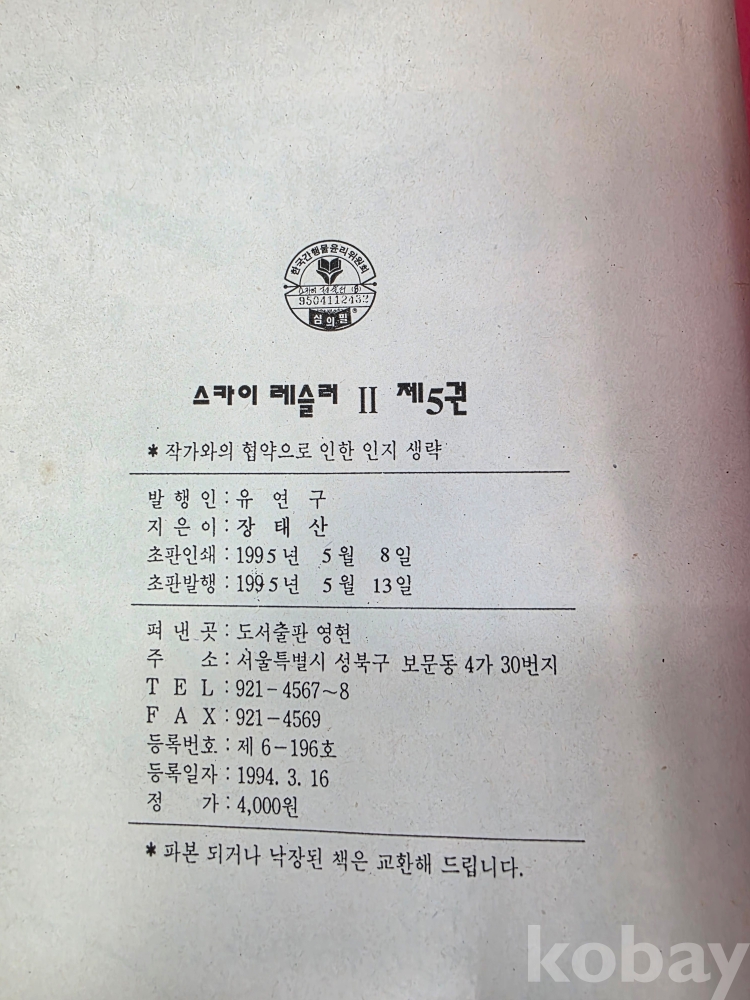 한국간행물윤리위원회
9504112432
심의필
스카이 레슬러 II 제5권
* 작가와의 협약으로 인한 인지 생략
발 행 인 : 유 연 구
지 은 이 : 장 태 산
초판인쇄 : 1995년 5월 8일
초판발행 : 1995년 5월 13일
펴 낸 곳 : 도서출판 영현
주 소 : 서울특별시 성북구 보문동 4가 30번지
T E L : 921-4567~8
F A X : 921-4569
등록번호 : 제 6-196호
등록일자 : 1994. 3. 16
정 가 : 4,000원
* 파본 되거나 낙장된 책은 교환해 드립니다.
kobay